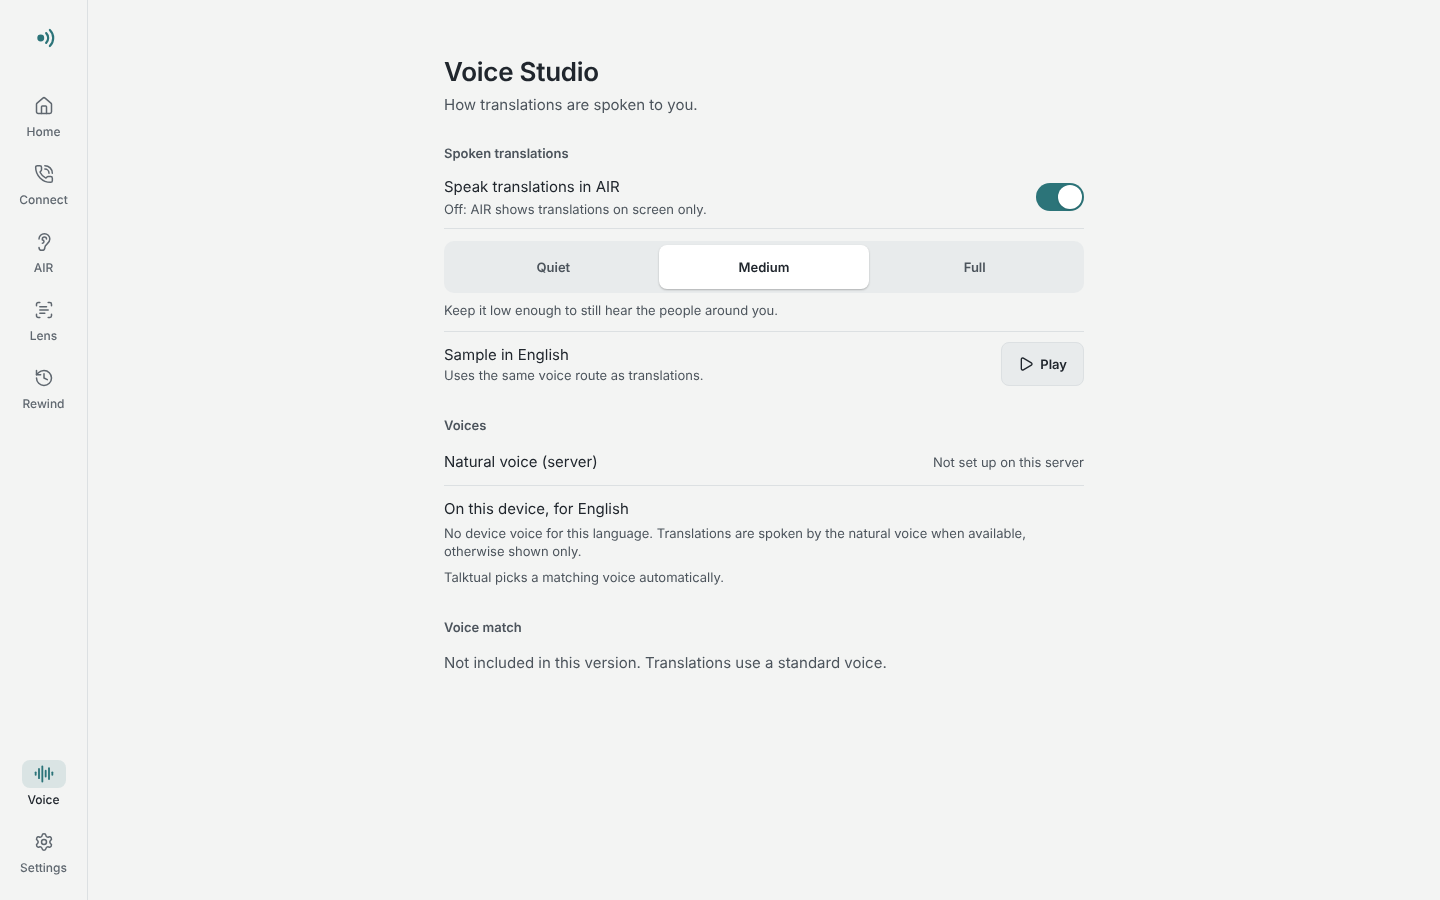 Home
Connect
AIR
Lens
Rewind
Voice
Settings
Voice Studio
How translations are spoken to you.
Spoken translations
Speak translations in AIR
Off: AIR shows translations on screen only.
Quiet
Medium
Full
Keep it low enough to still hear the people around you.
Sample in English
Uses the same voice route as translations.
Play
Voices
Natural voice (server)
Not set up on this server
On this device, for English
No device voice for this language. Translations are spoken by the natural voice when available,
otherwise shown only.
Talktual picks a matching voice automatically.
Voice match
Not included in this version. Translations use a standard voice.